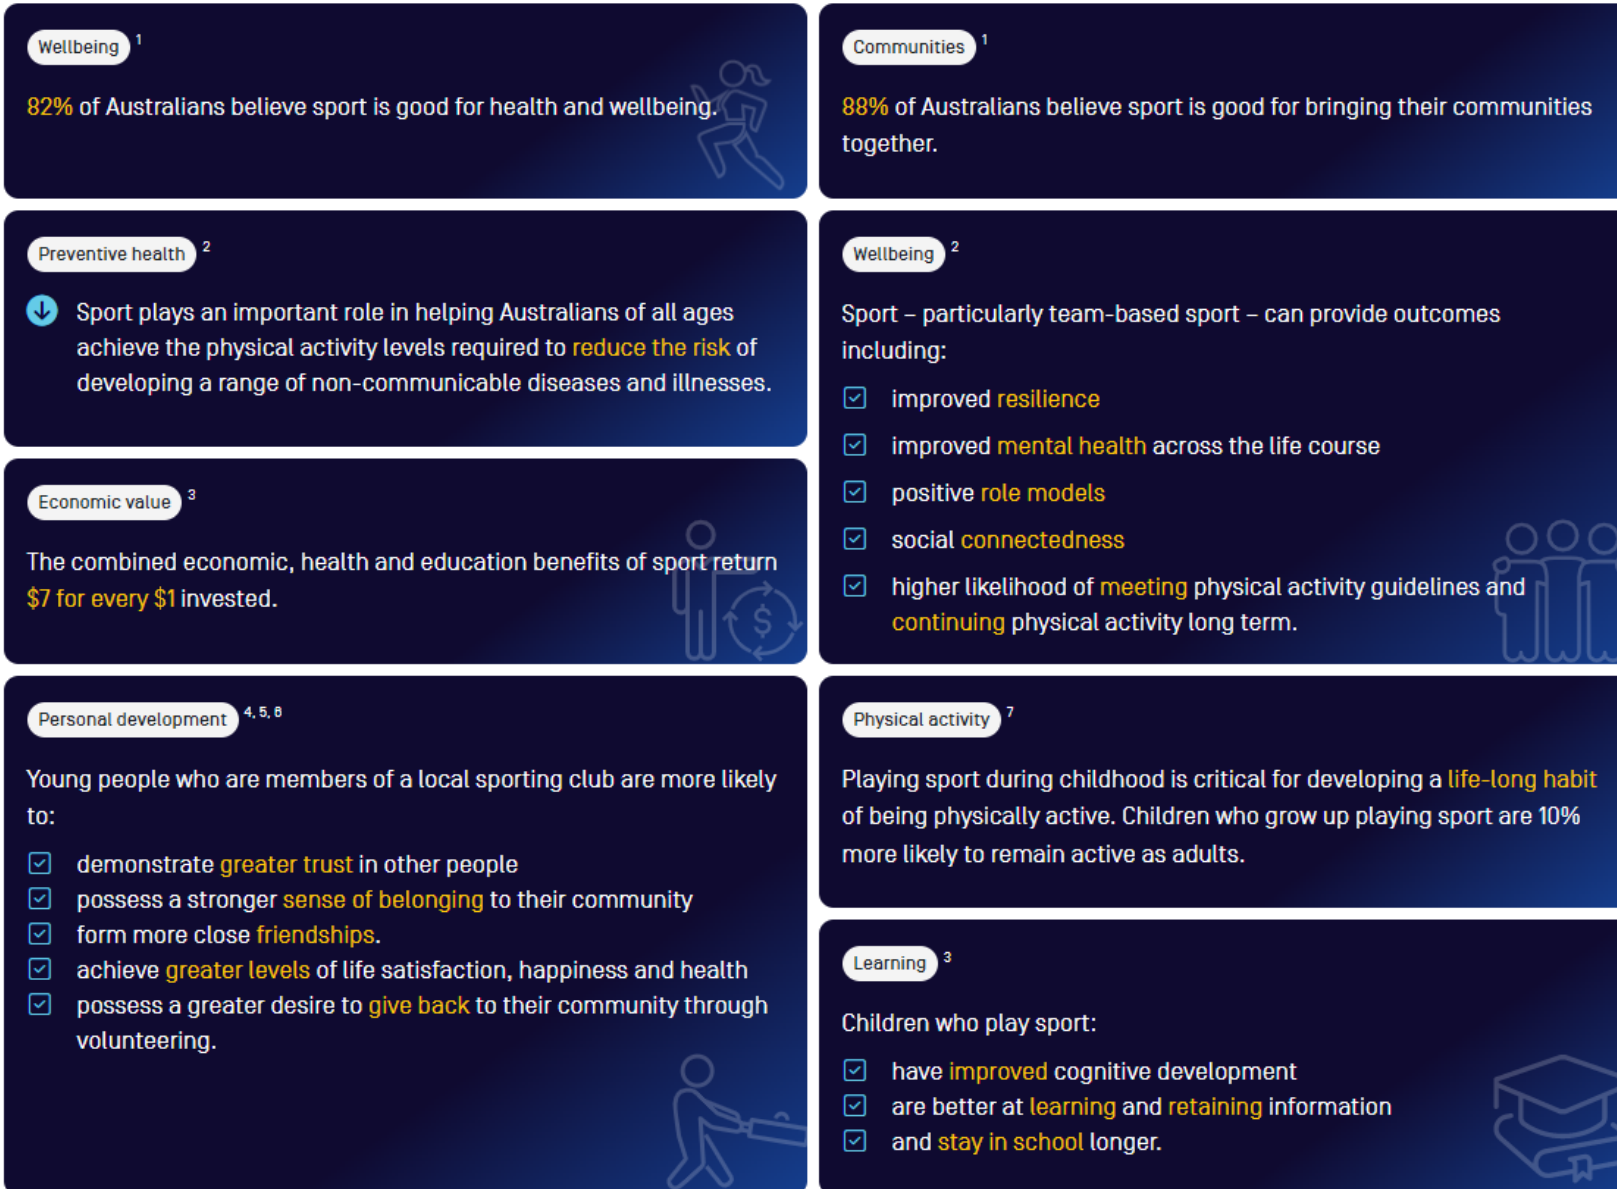 Wellbeing 1
82% of Australians believe sport is good for health and wellbeing.
Communities 1
88% of Australians believe sport is good for bringing their communities
together.
Preventive health 2
Sport plays an important role in helping Australians of all ages
achieve the physical activity levels required to reduce the risk of
developing a range of non-communicable diseases and illnesses.
Wellbeing 2
Sport – particularly team-based sport – can provide outcomes
including:
improved resilience
improved mental health across the life course
positive role models
social connectedness
higher likelihood of meeting physical activity guidelines and
continuing physical activity long term.
Economic value 3
The combined economic, health and education benefits of sport return
$7 for every $1 invested.
$
Personal development 4, 5, 6
Young people who are members of a local sporting club are more likely
to:
demonstrate greater trust in other people
possess a stronger sense of belonging to their community
form more close friendships.
achieve greater levels of life satisfaction, happiness and health
possess a greater desire to give back to their community through
volunteering.
Physical activity 7
Playing sport during childhood is critical for developing a life-long habit
of being physically active. Children who grow up playing sport are 10%
more likely to remain active as adults.
Learning 3
Children who play sport:
have improved cognitive development
are better at learning and retaining information
and stay in school longer.